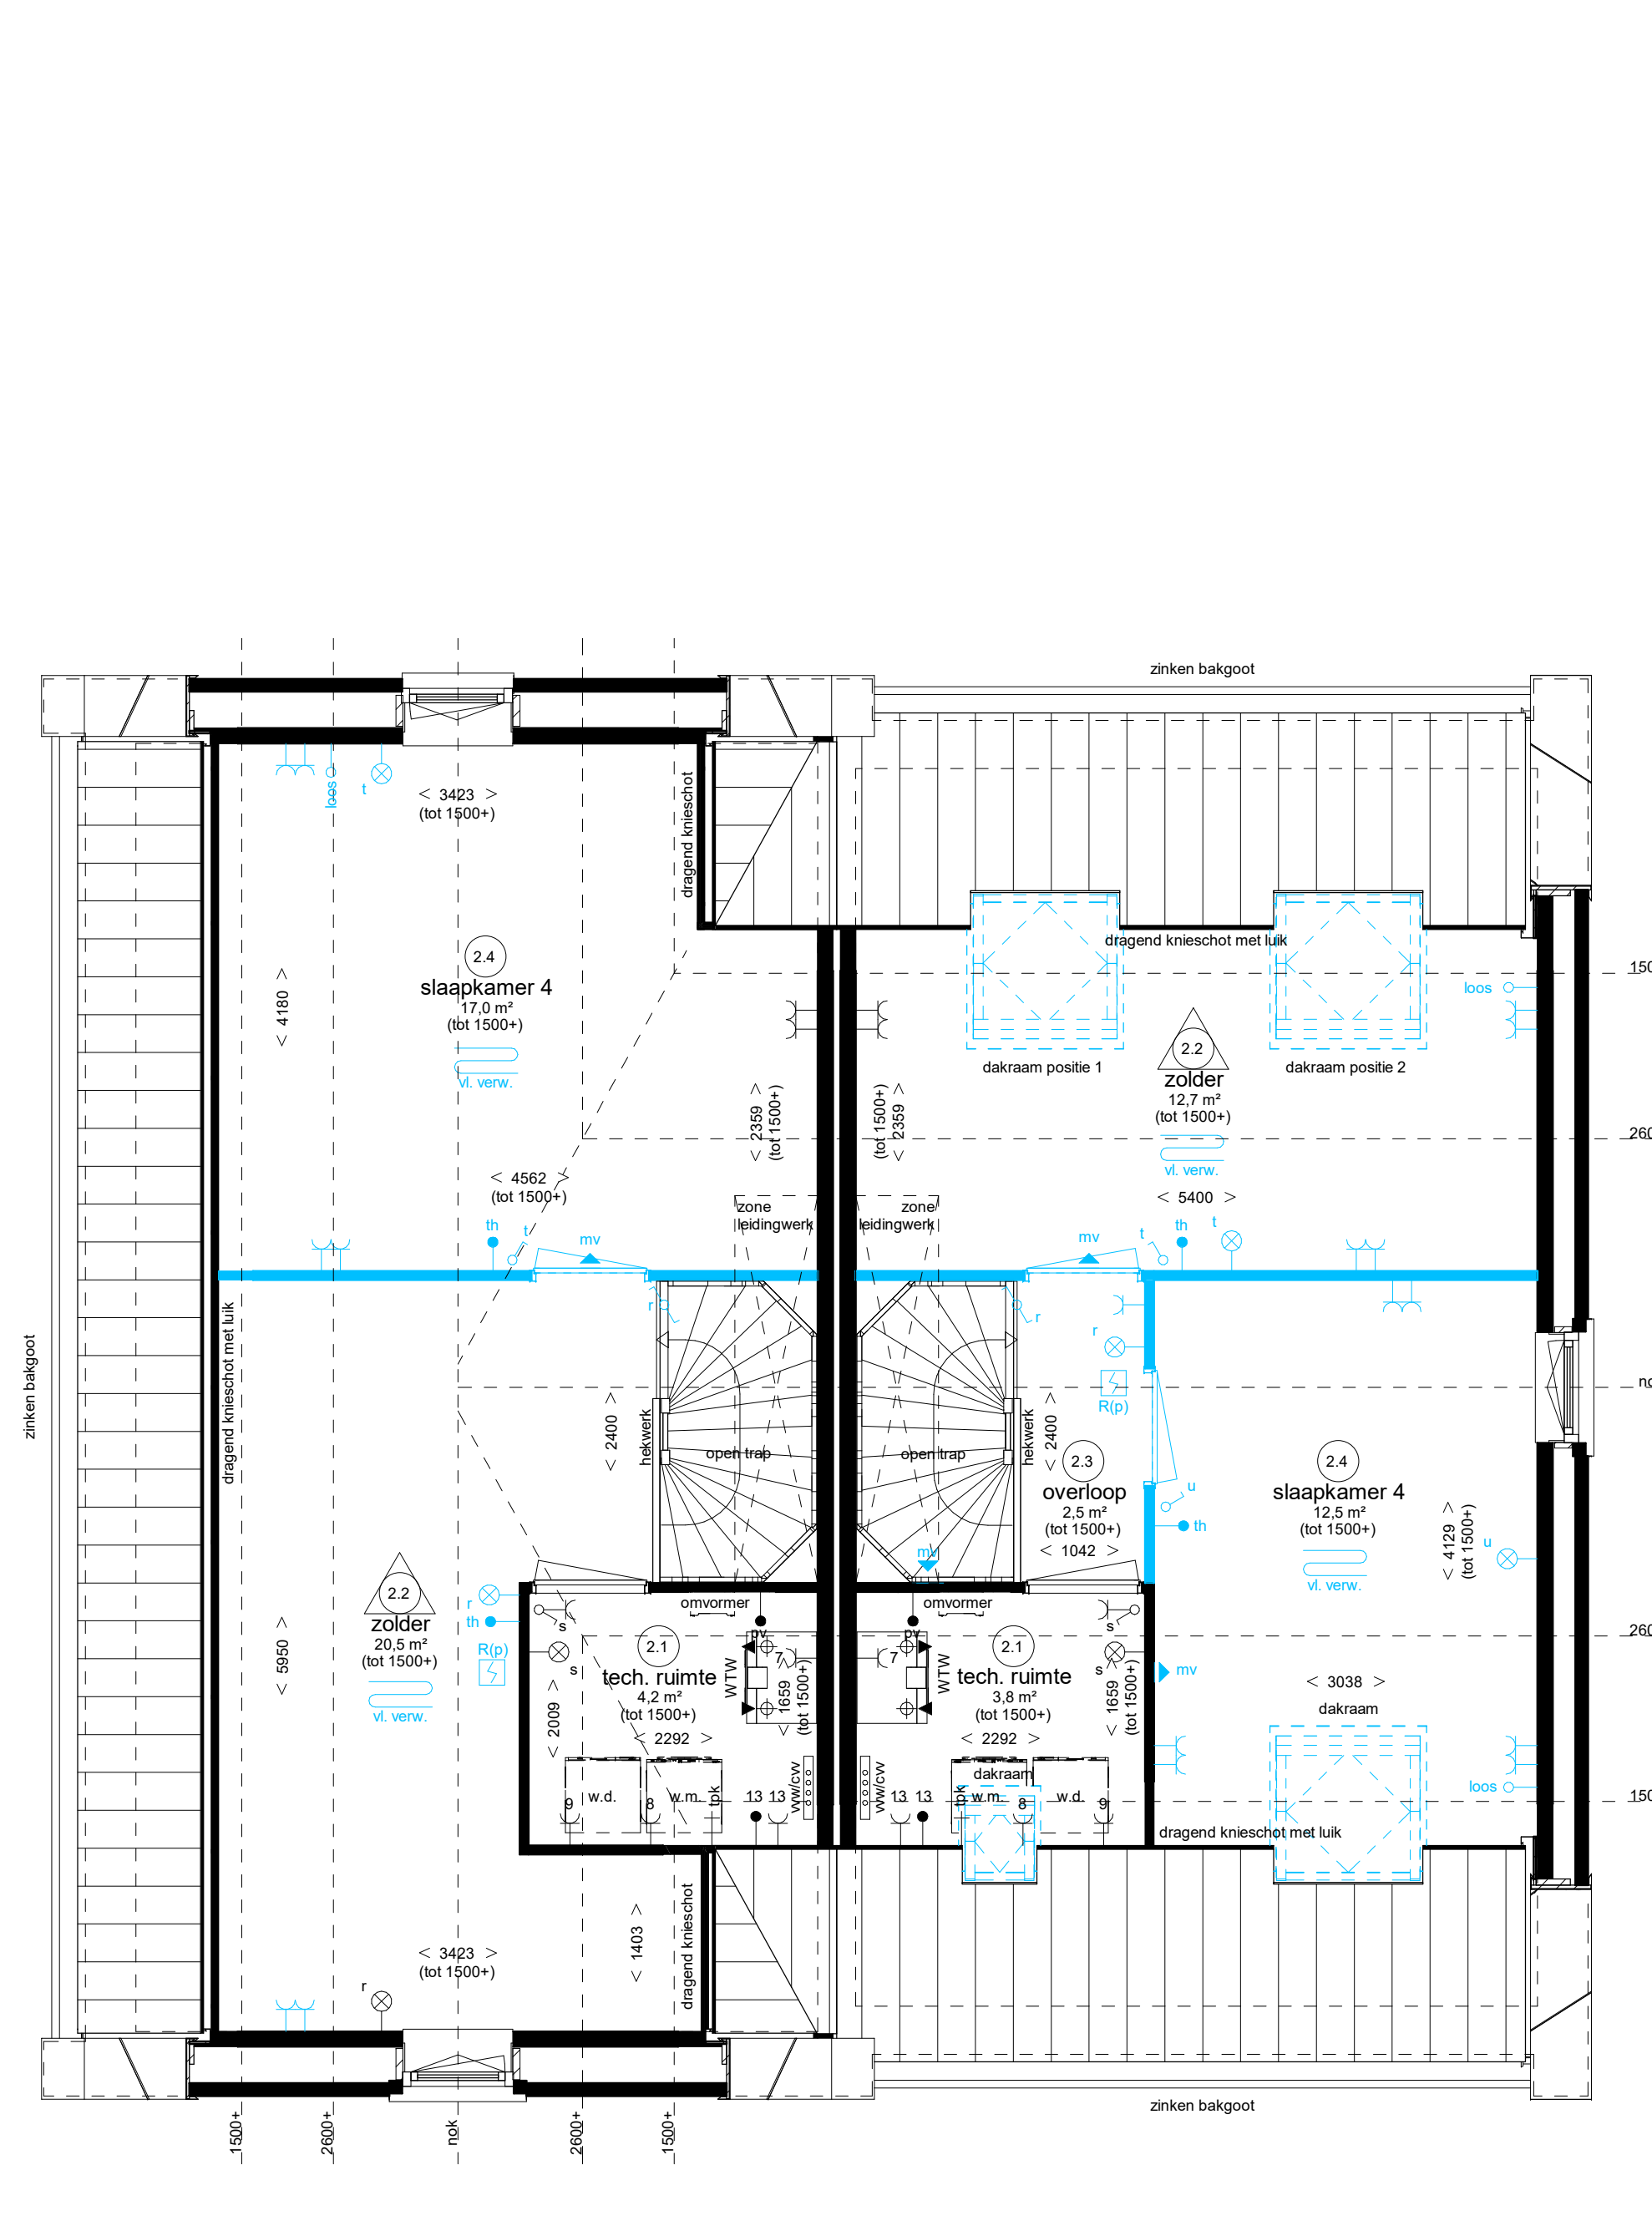 zinken bakgoot
loos
t
< 3423 >
(tot 1500+)
dragend knieschot
2.4
slaapkamer 4
17,0 m²
(tot 1500+)
vl. verw.
< 4180 >
< 2359 >
(tot 1500+)
< 4562 >
(tot 1500+)
zone
leidingwerk
th
t
mv
dragend knieschot met luik
loos
150
dakraam positie 1
dakraam positie 2
2.2
zolder
12,7 m²
(tot 1500+)
vl. verw.
260
(tot 1500+)
< 2359 >
< 5400 >
zone
leidingwerk
mv
t
th
t
zinken bakgoot
dragend knieschot met luik
r
< 2400 >
hekwerk
open trap
open trap
hekwerk
< 2400 >
r
r
R(p)
no
2.3
overloop
2,5 m²
(tot 1500+)
< 1042 >
mv
u
th
2.4
slaapkamer 4
12,5 m²
(tot 1500+)
vl. verw.
< 4129 >
(tot 1500+)
u
2.2
zolder
20,5 m²
(tot 1500+)
vl. verw.
< 5950 >
r
th
R(p)
s
s
omvormer
pv
2.1
tech. ruimte
4,2 m²
(tot 1500+)
< 2292 >
< 2009 >
WTW
7
< 1659 >
(tot 1500+)
w.d.
w.m.
9
8
tpk
13
13
vw/cw
omvormer
pv
7
WTW
2.1
tech. ruimte
3,8 m²
(tot 1500+)
< 2292 >
s
s
< 1659 >
(tot 1500+)
vw/cw
13
13
dakraam
tpk
w.m.
w.d.
8
9
mv
260
< 3038 >
dakraam
loos
150
dragend knieschot met luik
< 1403 >
dragend knieschot
< 3423 >
(tot 1500+)
r
zinken bakgoot
1500+
2600+
nok
2600+
1500+